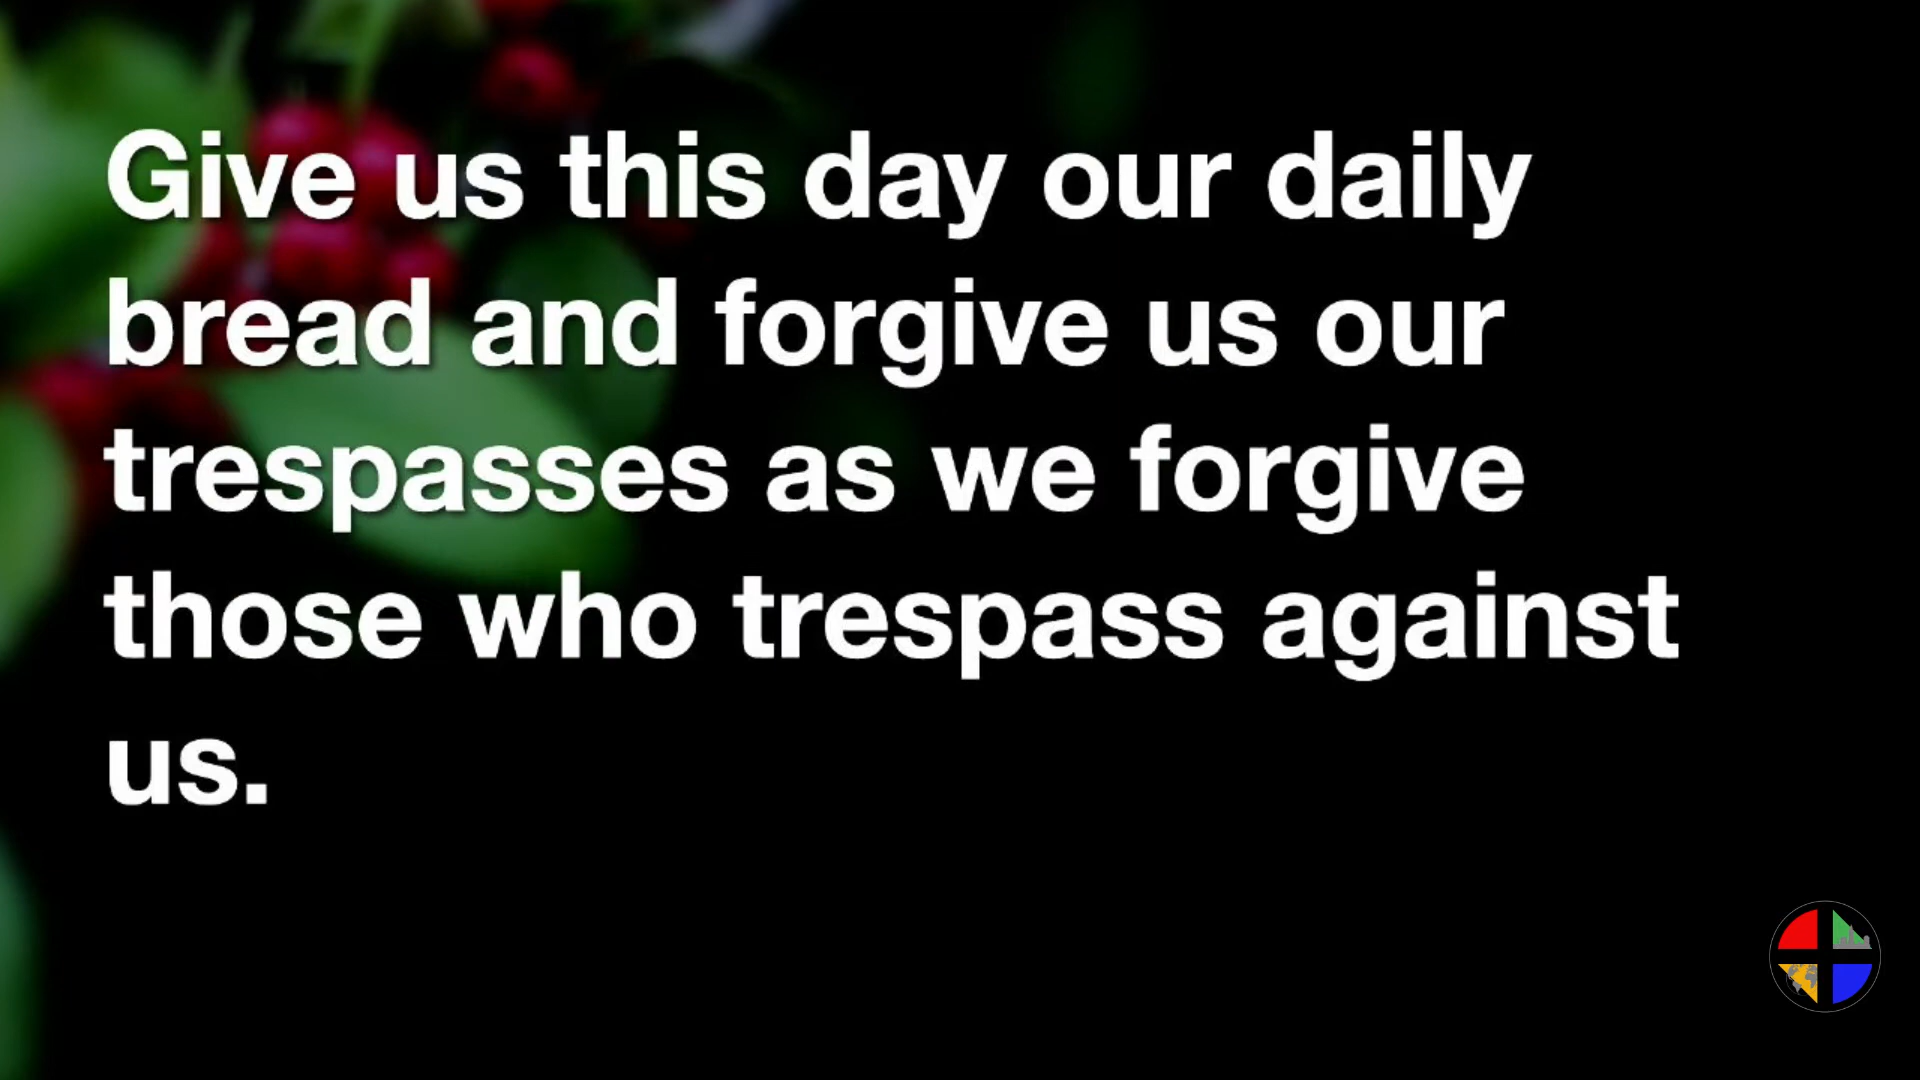 Give us this day our daily
bread and forgive us our
trespasses as we forgive
those who trespass against
us.